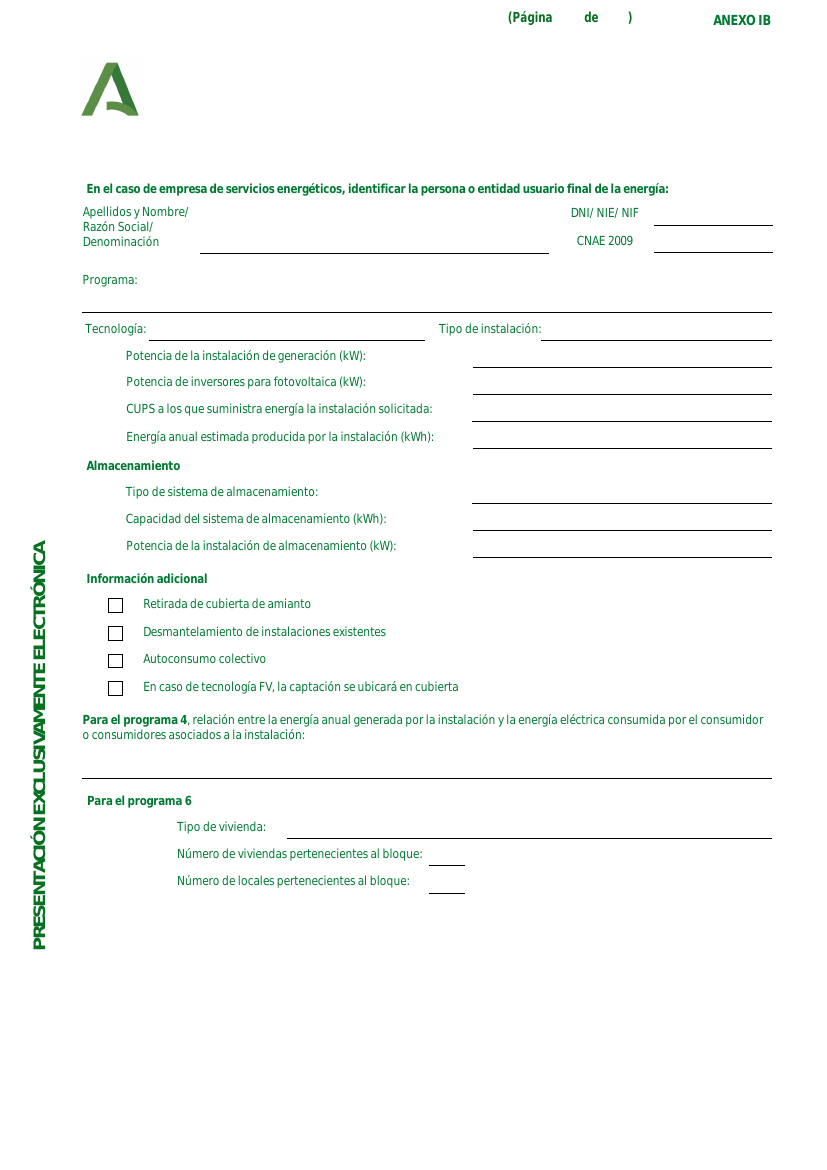 (Página de ) ANEXO IB
En el caso de empresa de servicios energéticos, identificar la persona o entidad usuario final de la energía:
Apellidos y Nombre/
Razón Social/
Denominación
DNI/ NIE/ NIF
CNAE 2009
Programa:
Tecnología: Tipo de instalación:
Potencia de la instalación de generación (kW):
Potencia de inversores para fotovoltaica (kW):
CUPS a los que suministra energía la instalación solicitada:
Energía anual estimada producida por la instalación (kWh):
Almacenamiento
Tipo de sistema de almacenamiento:
Capacidad del sistema de almacenamiento (kWh):
Potencia de la instalación de almacenamiento (kW):
Información adicional
Retirada de cubierta de amianto
Desmantelamiento de instalaciones existentes
Autoconsumo colectivo
En caso de tecnología FV, la captación se ubicará en cubierta
Para el programa 4, relación entre la energía anual generada por la instalación y la energía eléctrica consumida por el consumidor
o consumidores asociados a la instalación:
Para el programa 6
Tipo de vivienda:
Número de viviendas pertenecientes al bloque:
Número de locales pertenecientes al bloque:
PRESENTACIÓN EXCLUSIVAMENTE ELECTRÓNICA